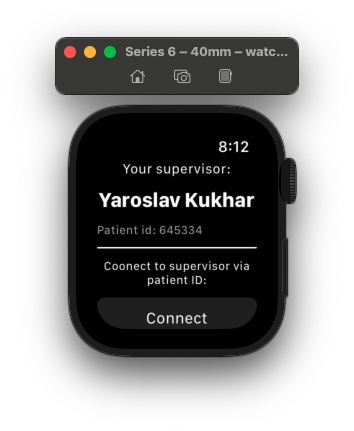 Series 6 – 40mm – watc...
8:12
Your supervisor:
Yaroslav Kukhar
Patient id: 645334
Coonect to supervisor via
patient ID:
Connect